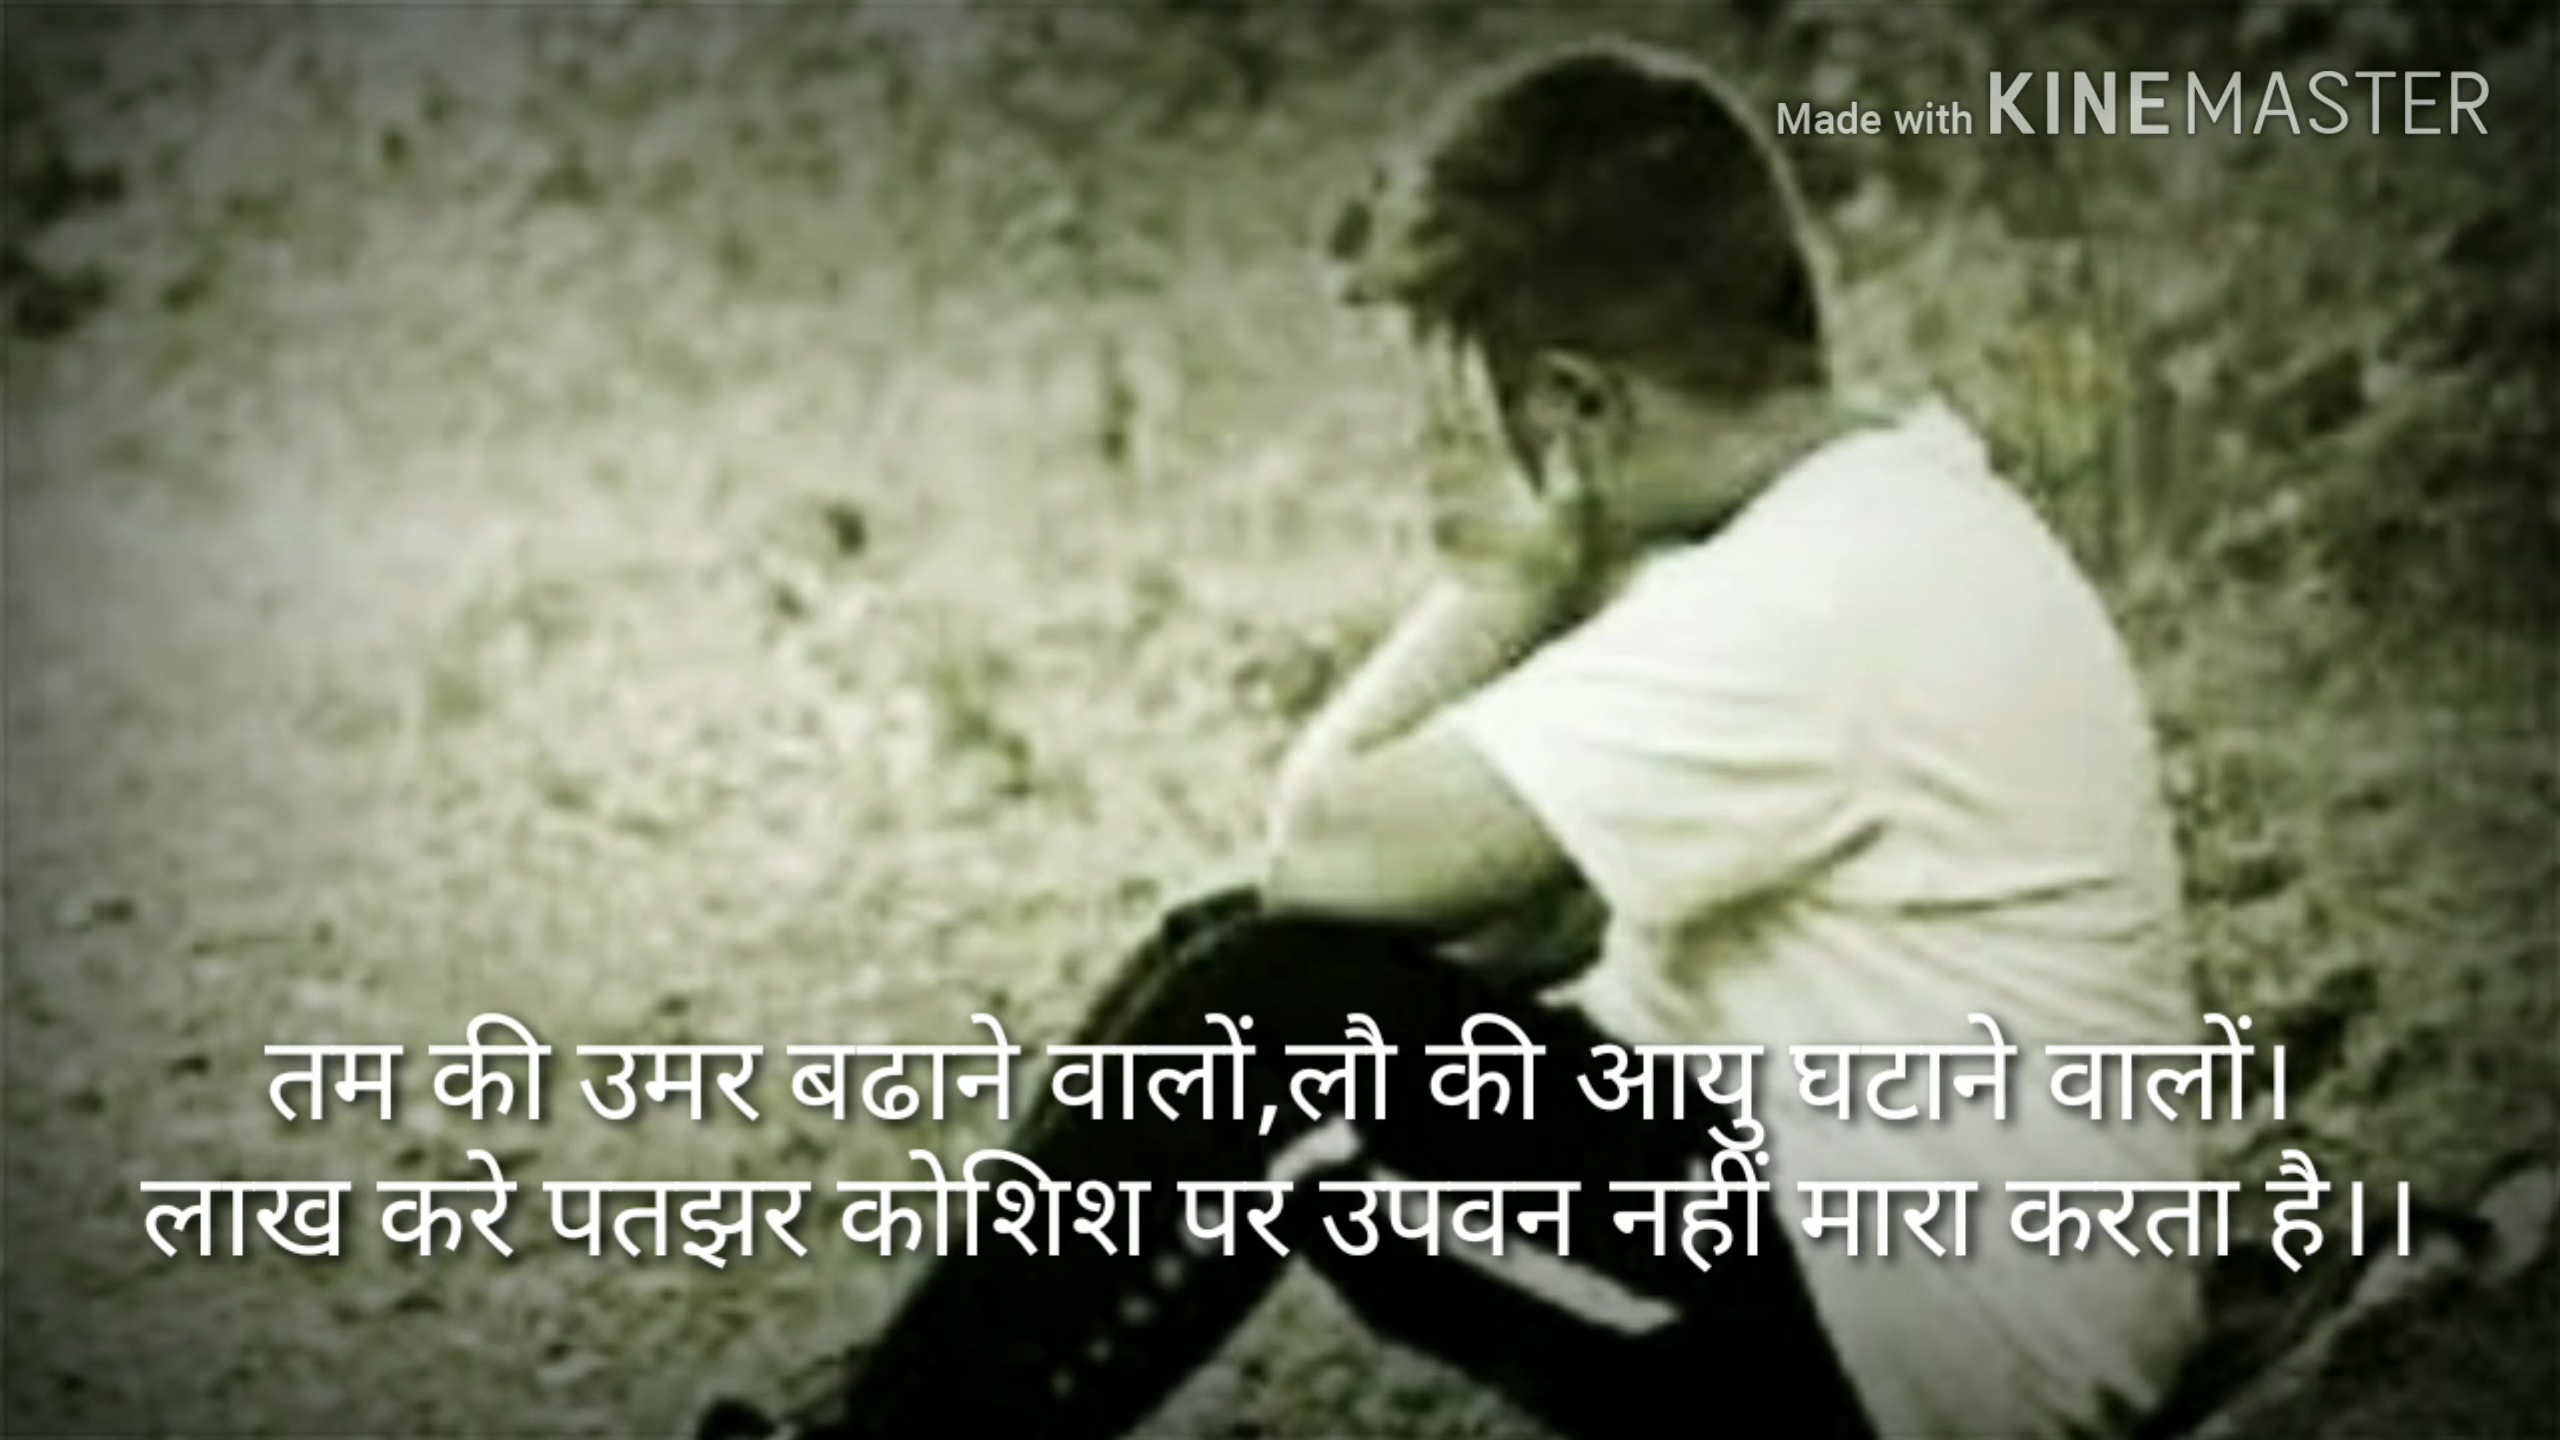 Made with KINEMASTER
तम की उमर बढाने वालों,लौ की आयु घटाने वालों।
लाख करे पतझर कोशिश पर उपवन नहीं मारा करता है।।